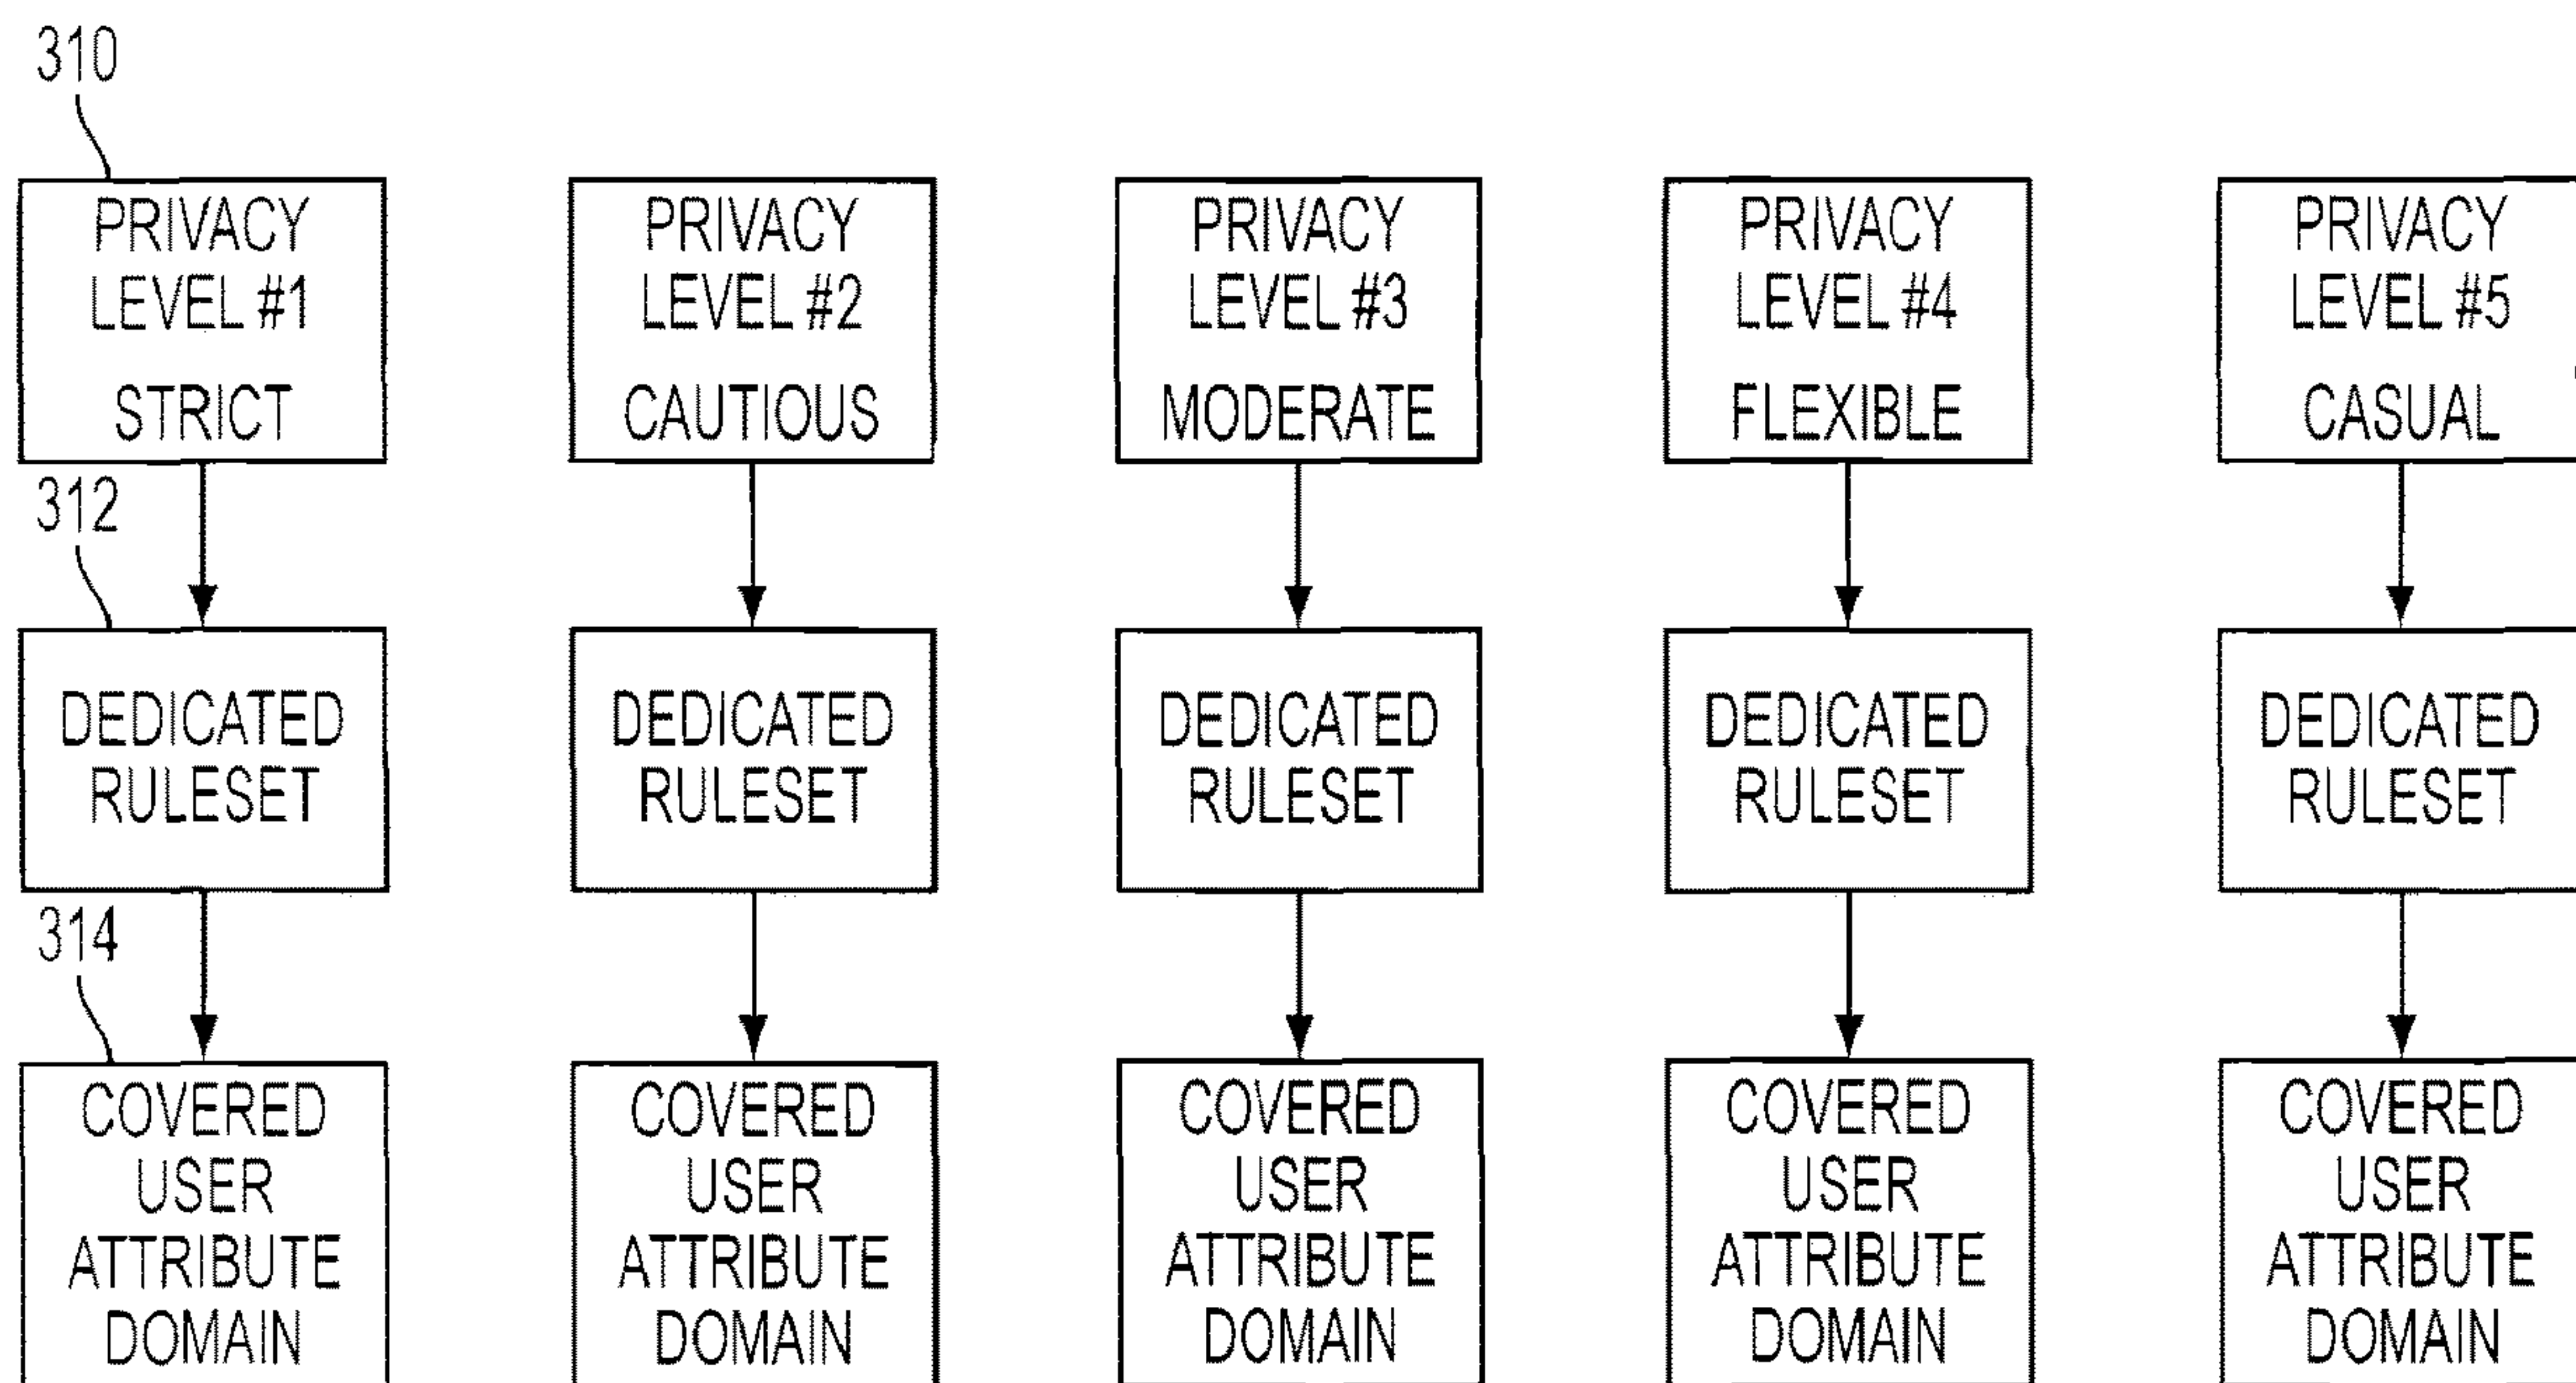 310
PRIVACY
LEVEL #1
STRICT
PRIVACY
LEVEL #2
CAUTIOUS
PRIVACY
LEVEL #3
MODERATE
PRIVACY
LEVEL #4
FLEXIBLE
PRIVACY
LEVEL #5
CASUAL
312
DEDICATED
RULESET
DEDICATED
RULESET
DEDICATED
RULESET
DEDICATED
RULESET
DEDICATED
RULESET
314
COVERED
USER
ATTRIBUTE
DOMAIN
COVERED
USER
ATTRIBUTE
DOMAIN
COVERED
USER
ATTRIBUTE
DOMAIN
COVERED
USER
ATTRIBUTE
DOMAIN
COVERED
USER
ATTRIBUTE
DOMAIN